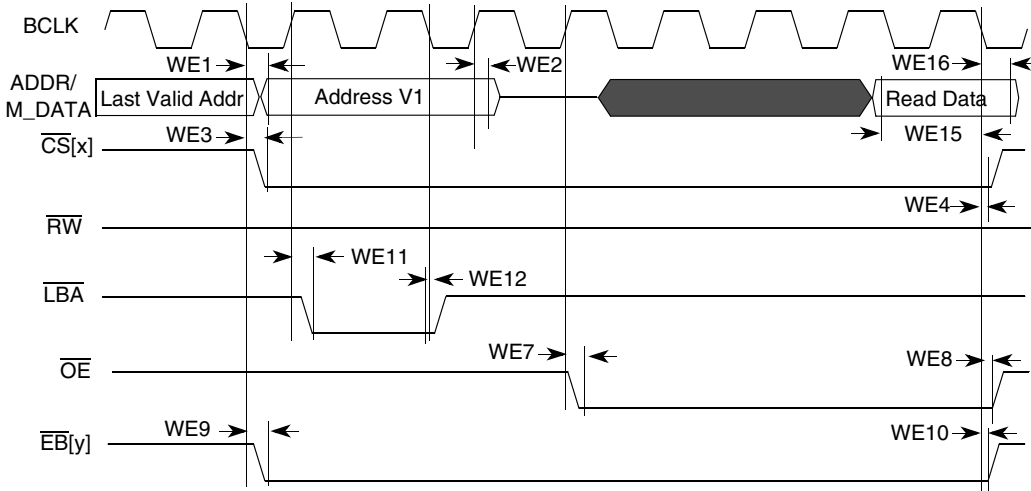 BCLK
WE1
WE2
WE16
ADDR/
M_DATA
Last Valid Addr
Address V1
Read Data
WE3
WE15
CS[x]
WE4
RW
WE11
WE12
LBA
WE7
WE8
OE
WE9
WE10
EB[y]